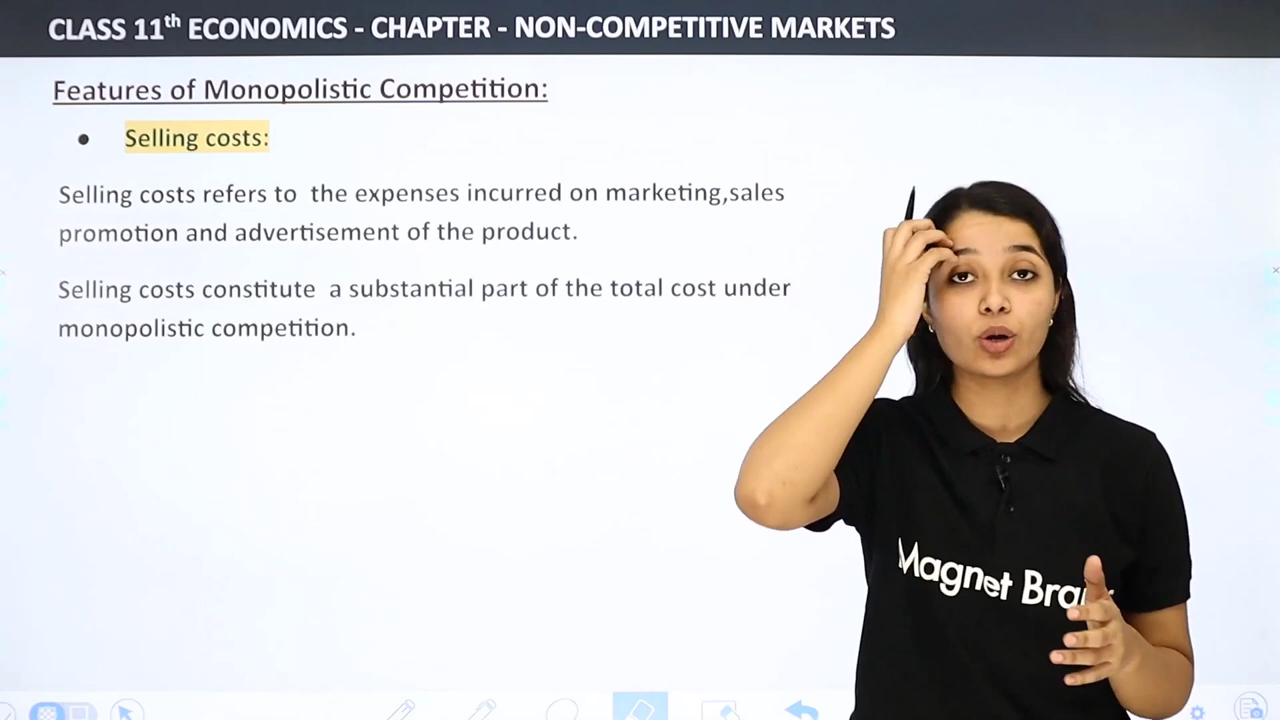 CLASS 11th ECONOMICS - CHAPTER - NON-COMPETITIVE MARKETS
Features of Monopolistic Competition:
• Selling costs:
Selling costs refers to the expenses incurred on marketing,sales
promotion and advertisement of the product.
Selling costs constitute a substantial part of the total cost under
monopolistic competition.
Magnet